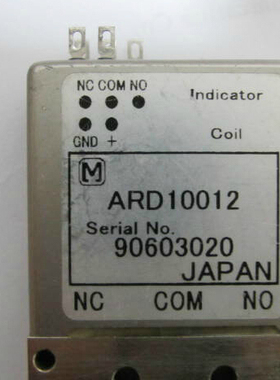 NC COM NO
Indicator
Coil
GND +
M
ARD10012
Serial No.
90603020
JAPAN
NC COM NO